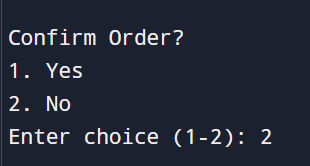 Confirm Order?
1. Yes
2. No
Enter choice (1-2): 2